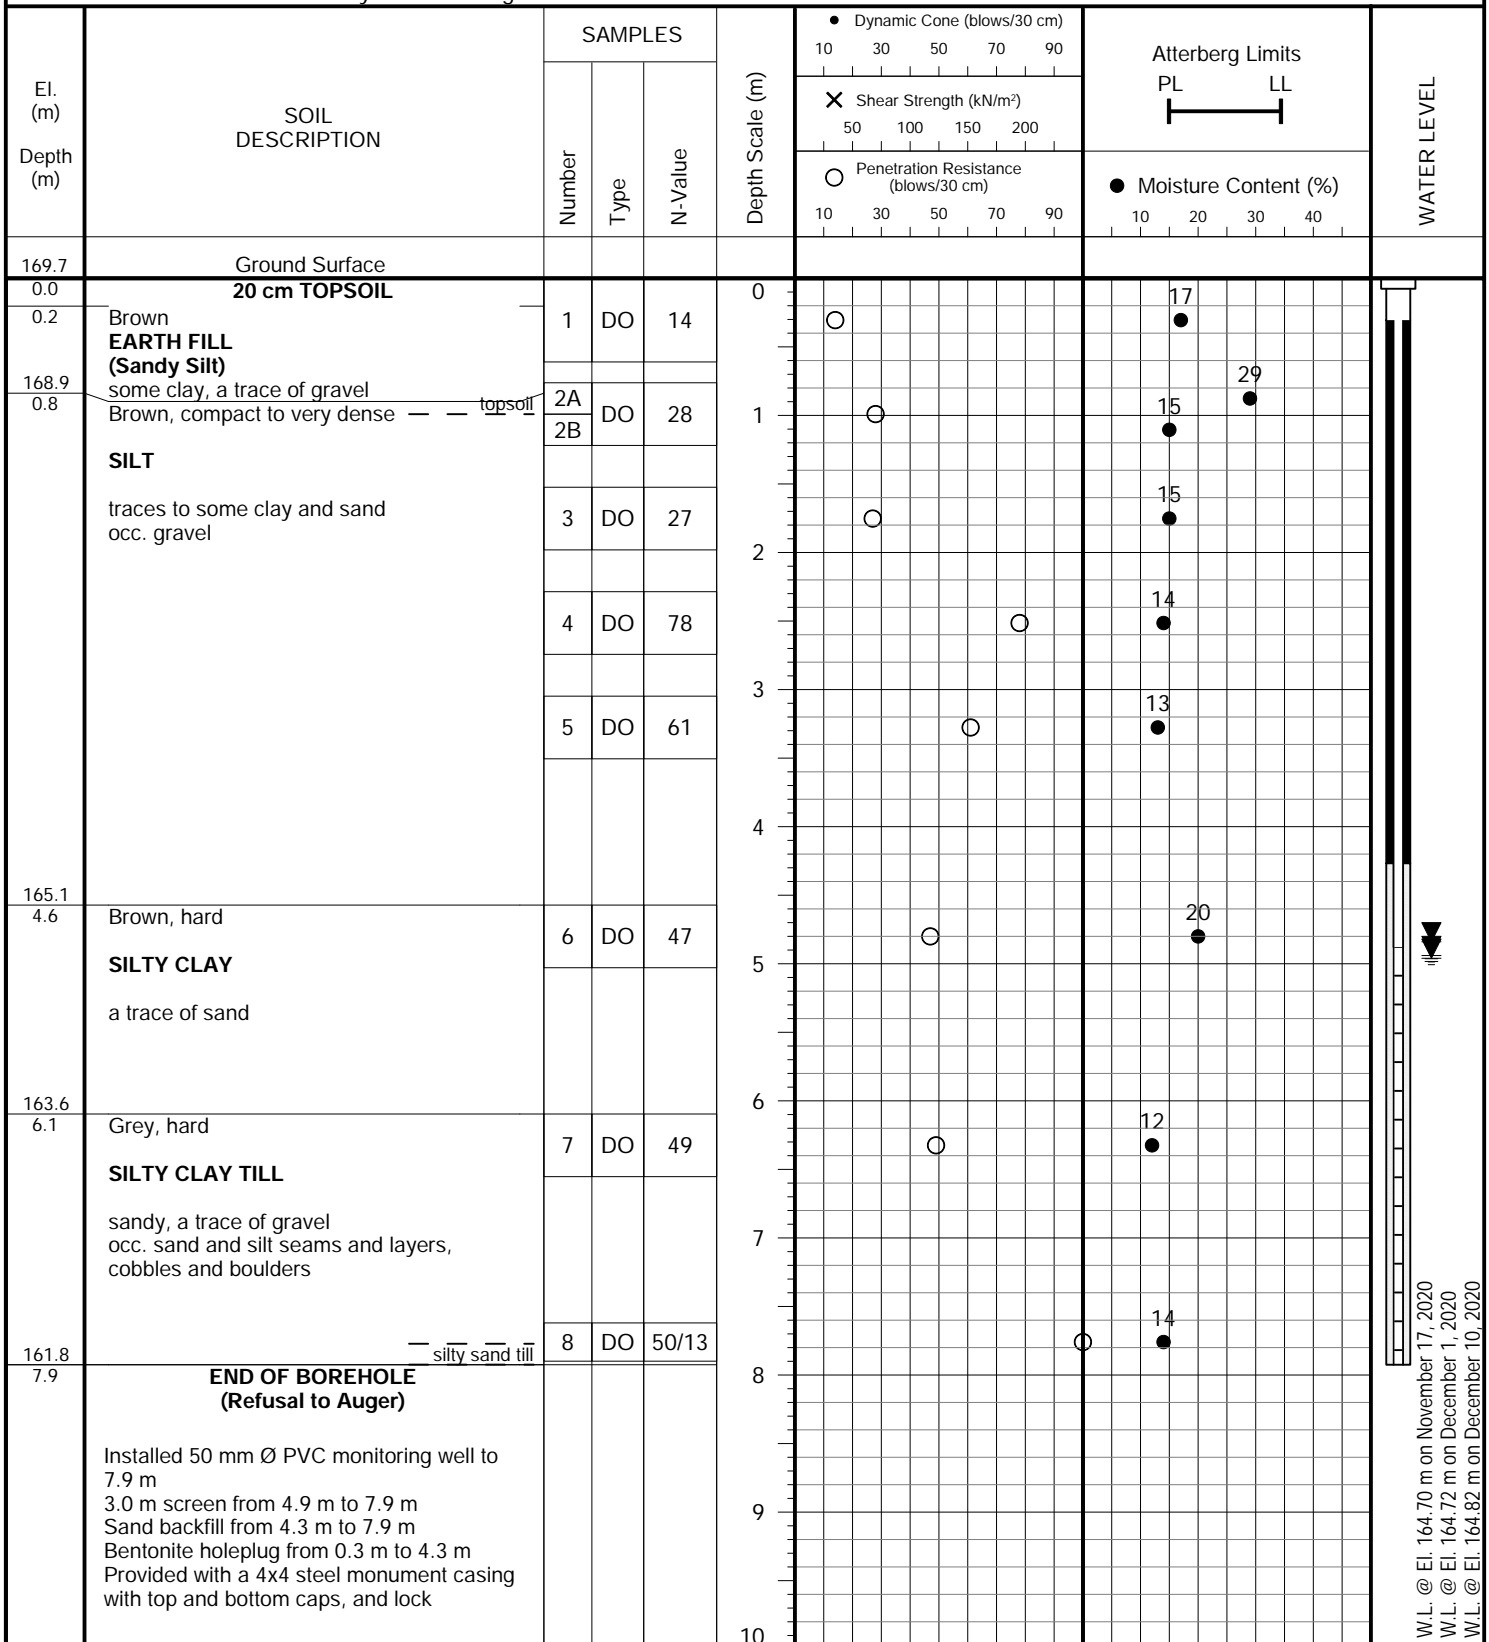 SAMPLES
El.
(m)
Depth
(m)
SOIL
DESCRIPTION
Number
Type
N-Value
Depth Scale (m)
● Dynamic Cone (blows/30 cm)
10 30 50 70 90
✕ Shear Strength (kN/m²)
50 100 150 200
○ Penetration Resistance
(blows/30 cm)
10 30 50 70 90
Atterberg Limits
PL LL
● Moisture Content (%)
10 20 30 40
WATER LEVEL
169.7 Ground Surface
0.0 20 cm TOPSOIL 0
17
0.2 Brown 1 DO 14
EARTH FILL
(Sandy Silt)
168.9 some clay, a trace of gravel
29
0.8 topsoil 2A
Brown, compact to very dense DO 28 1 15
2B
SILT
traces to some clay and sand 15
3 DO 27
occ. gravel
2
14
4 DO 78
3
13
5 DO 61
4
165.1
4.6 Brown, hard 20
6 DO 47
SILTY CLAY 5
a trace of sand
163.6 6
6.1 Grey, hard 12
7 DO 49
SILTY CLAY TILL
sandy, a trace of gravel
occ. sand and silt seams and layers, 7
cobbles and boulders
14
8 DO 50/13
161.8 silty sand till
7.9 END OF BOREHOLE 8
(Refusal to Auger)
Installed 50 mm Ø PVC monitoring well to
7.9 m
3.0 m screen from 4.9 m to 7.9 m 9
Sand backfill from 4.3 m to 7.9 m
Bentonite holeplug from 0.3 m to 4.3 m
Provided with a 4x4 steel monument casing
with top and bottom caps, and lock
10
W.L. @ El. 164.70 m on November 17, 2020
W.L. @ El. 164.72 m on December 1, 2020
W.L. @ El. 164.82 m on December 10, 2020